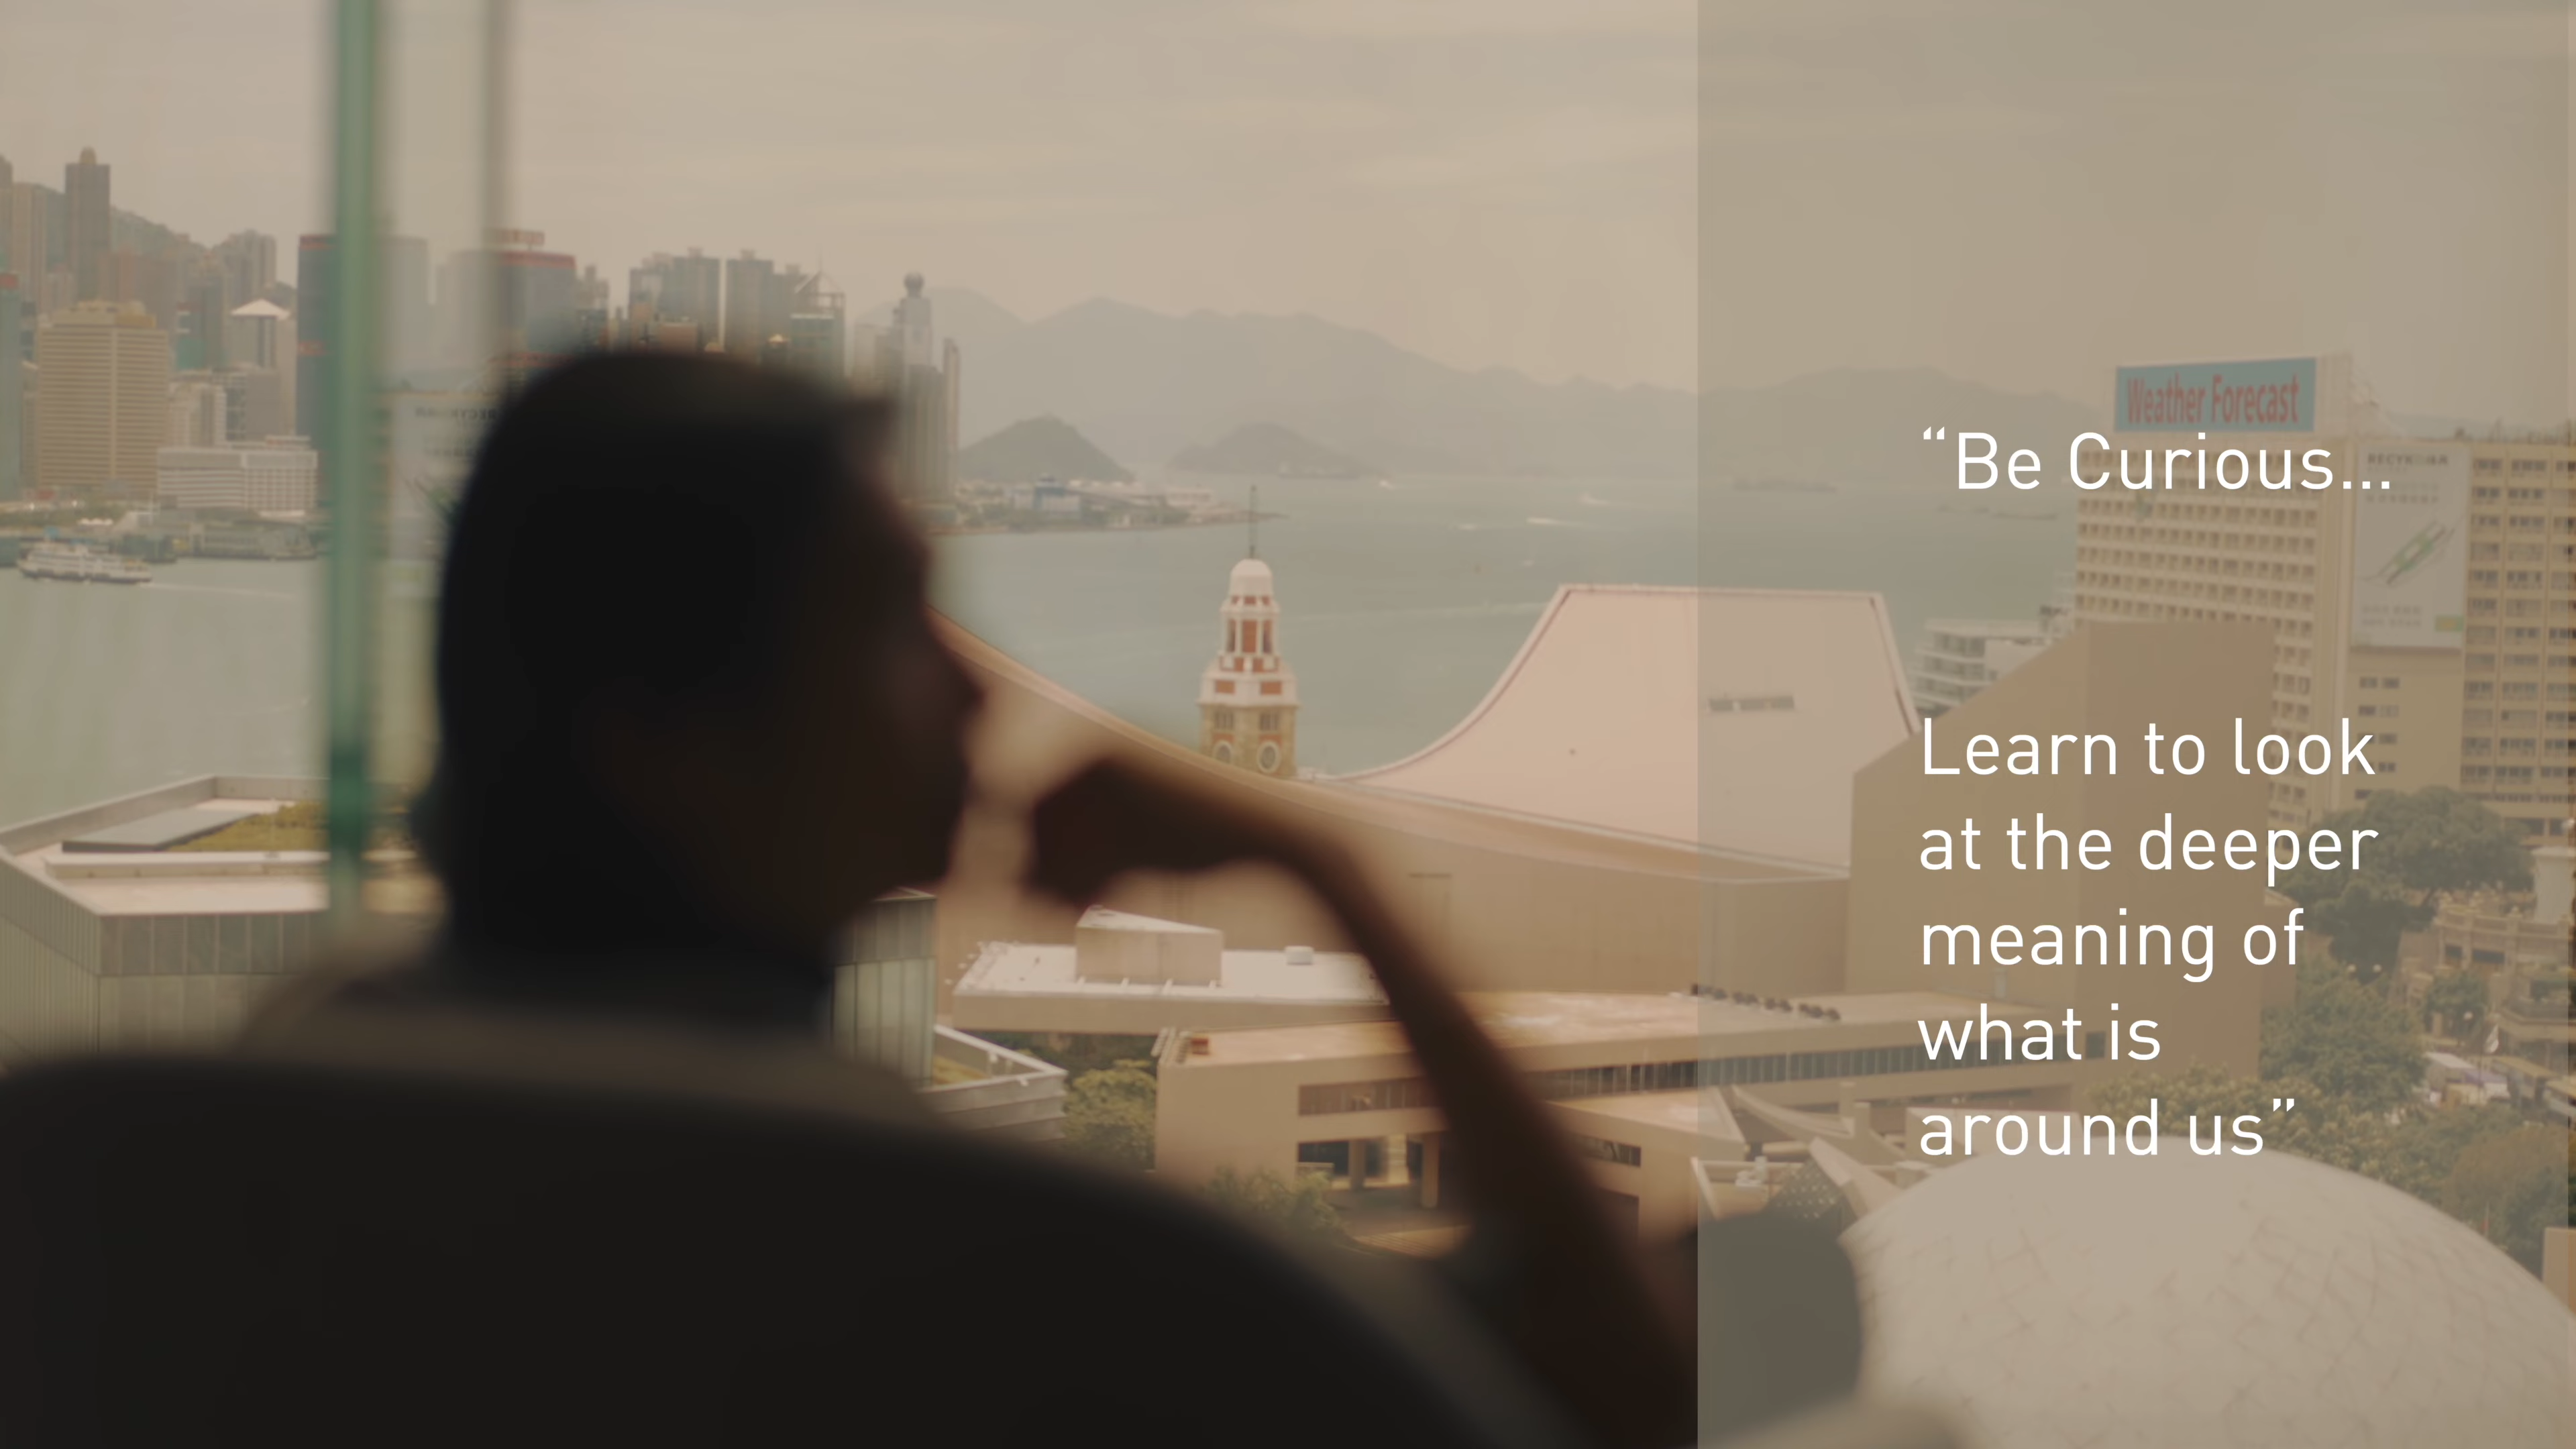 Weather Forecast
“Be Curious...
Learn to look
at the deeper
meaning of
what is
around us”